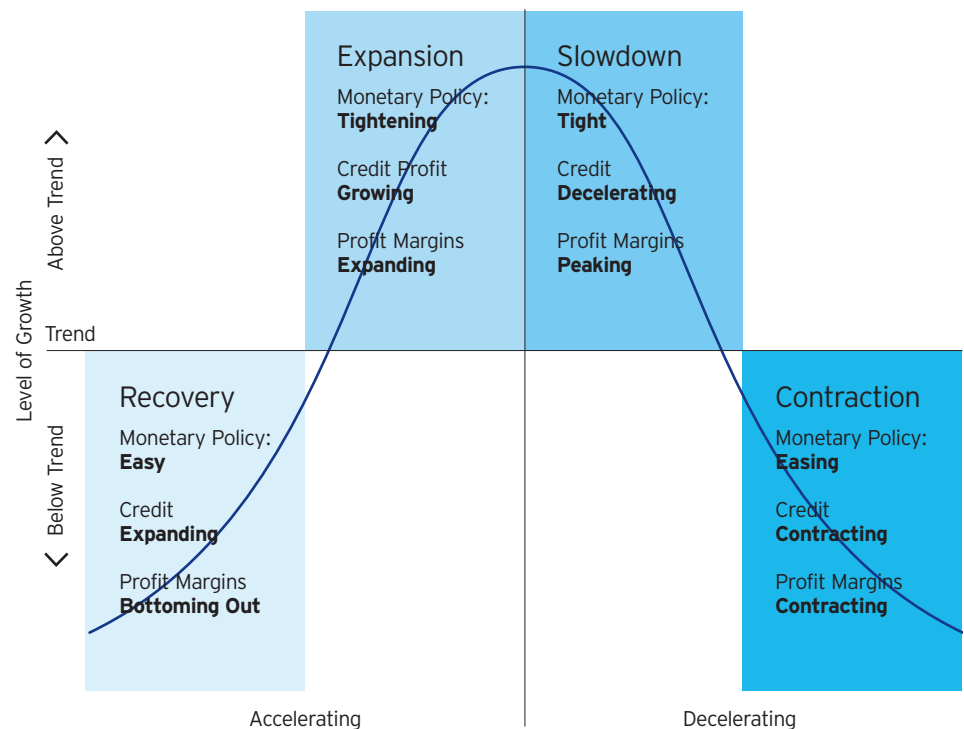 Expansion
Monetary Policy:
Tightening
Credit Profit
Growing
Profit Margins
Expanding
Slowdown
Monetary Policy:
Tight
Credit
Decelerating
Profit Margins
Peaking
Level of Growth
Above Trend
Trend
Below Trend
Recovery
Monetary Policy:
Easy
Credit
Expanding
Profit Margins
Bottoming Out
Contraction
Monetary Policy:
Easing
Credit
Contracting
Profit Margins
Contracting
Accelerating
Decelerating